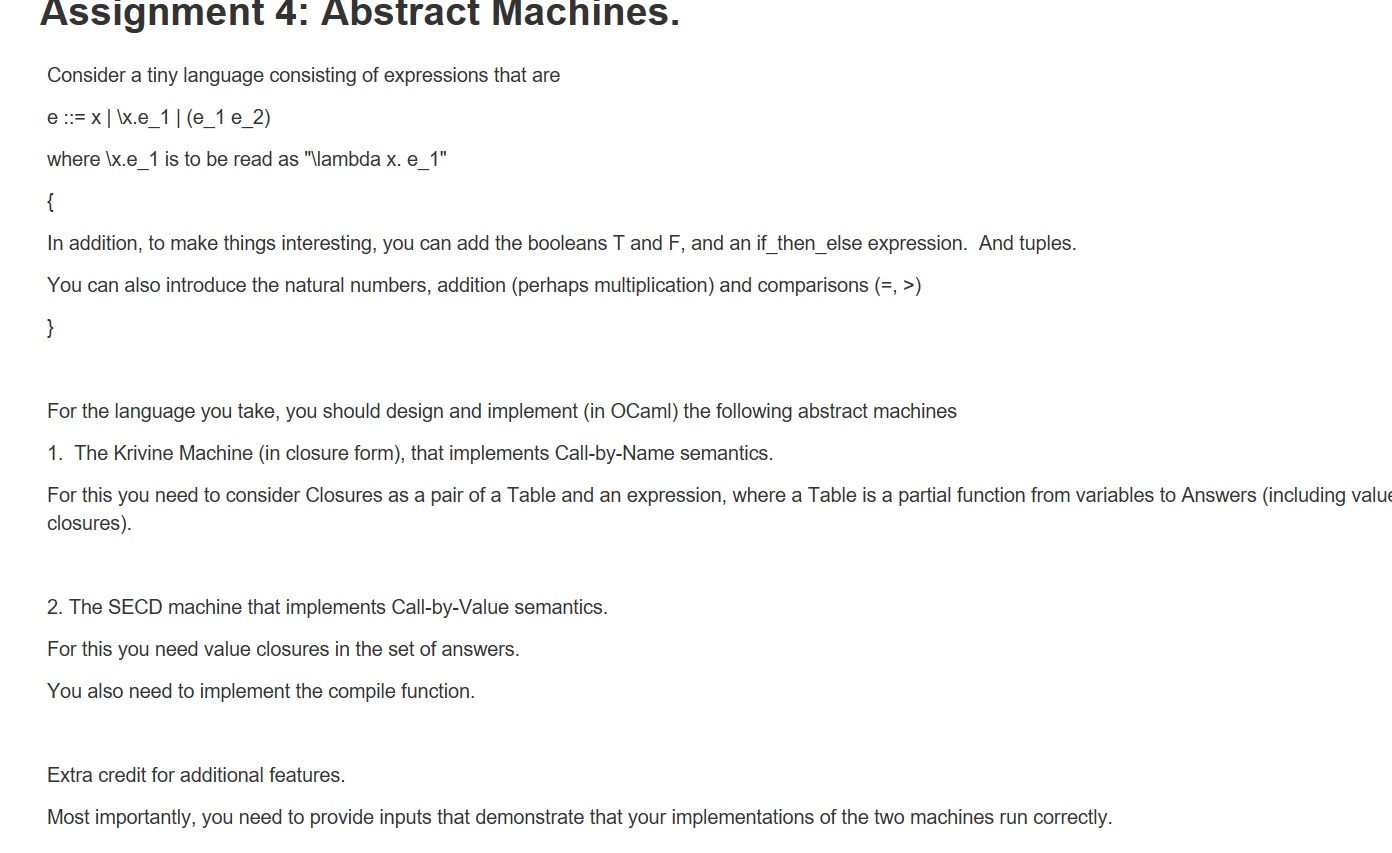 Assignment 4: Abstract Machines.
Consider a tiny language consisting of expressions that are
e ::= x | \x.e_1 | (e_1 e_2)
where \x.e_1 is to be read as "\lambda x. e_1"
{
In addition, to make things interesting, you can add the booleans T and F, and an if_then_else expression.  And tuples.
You can also introduce the natural numbers, addition (perhaps multiplication) and comparisons (=, >)
}
For the language you take, you should design and implement (in OCaml) the following abstract machines
1.  The Krivine Machine (in closure form), that implements Call-by-Name semantics.
For this you need to consider Closures as a pair of a Table and an expression, where a Table is a partial function from variables to Answers (including value
closures).
2. The SECD machine that implements Call-by-Value semantics.
For this you need value closures in the set of answers.
You also need to implement the compile function.
Extra credit for additional features.
Most importantly, you need to provide inputs that demonstrate that your implementations of the two machines run correctly.